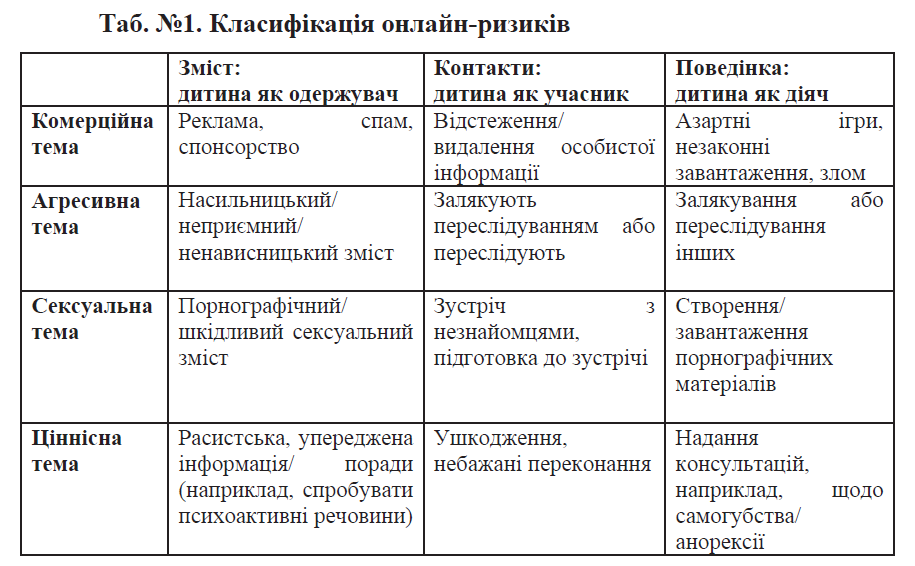 Таб. №1. Класифікація онлайн-ризиків
Зміст:
дитина як одержувач
Контакти:
дитина як учасник
Поведінка:
дитина як діяч
Комерційна
тема
Реклама, спам,
спонсорство
Відстеження/
видалення особистої
інформації
Азартні ігри,
незаконні
завантаження, злом
Агресивна
тема
Насильницький/
неприємний/
ненависницький зміст
Залякують
переслідуванням або
переслідують
Залякування або
переслідування
інших
Сексуальна
тема
Порнографічний/
шкідливий сексуальний
зміст
Зустріч з
незнайомцями,
підготовка до зустрічі
Створення/
завантаження
порнографічних
матеріалів
Ціннісна
тема
Расистська, упереджена
інформація/ поради
(наприклад, спробувати
психоактивні речовини)
Ушкодження,
небажані переконання
Надання
консультацій,
наприклад, щодо
самогубства/
анорексії